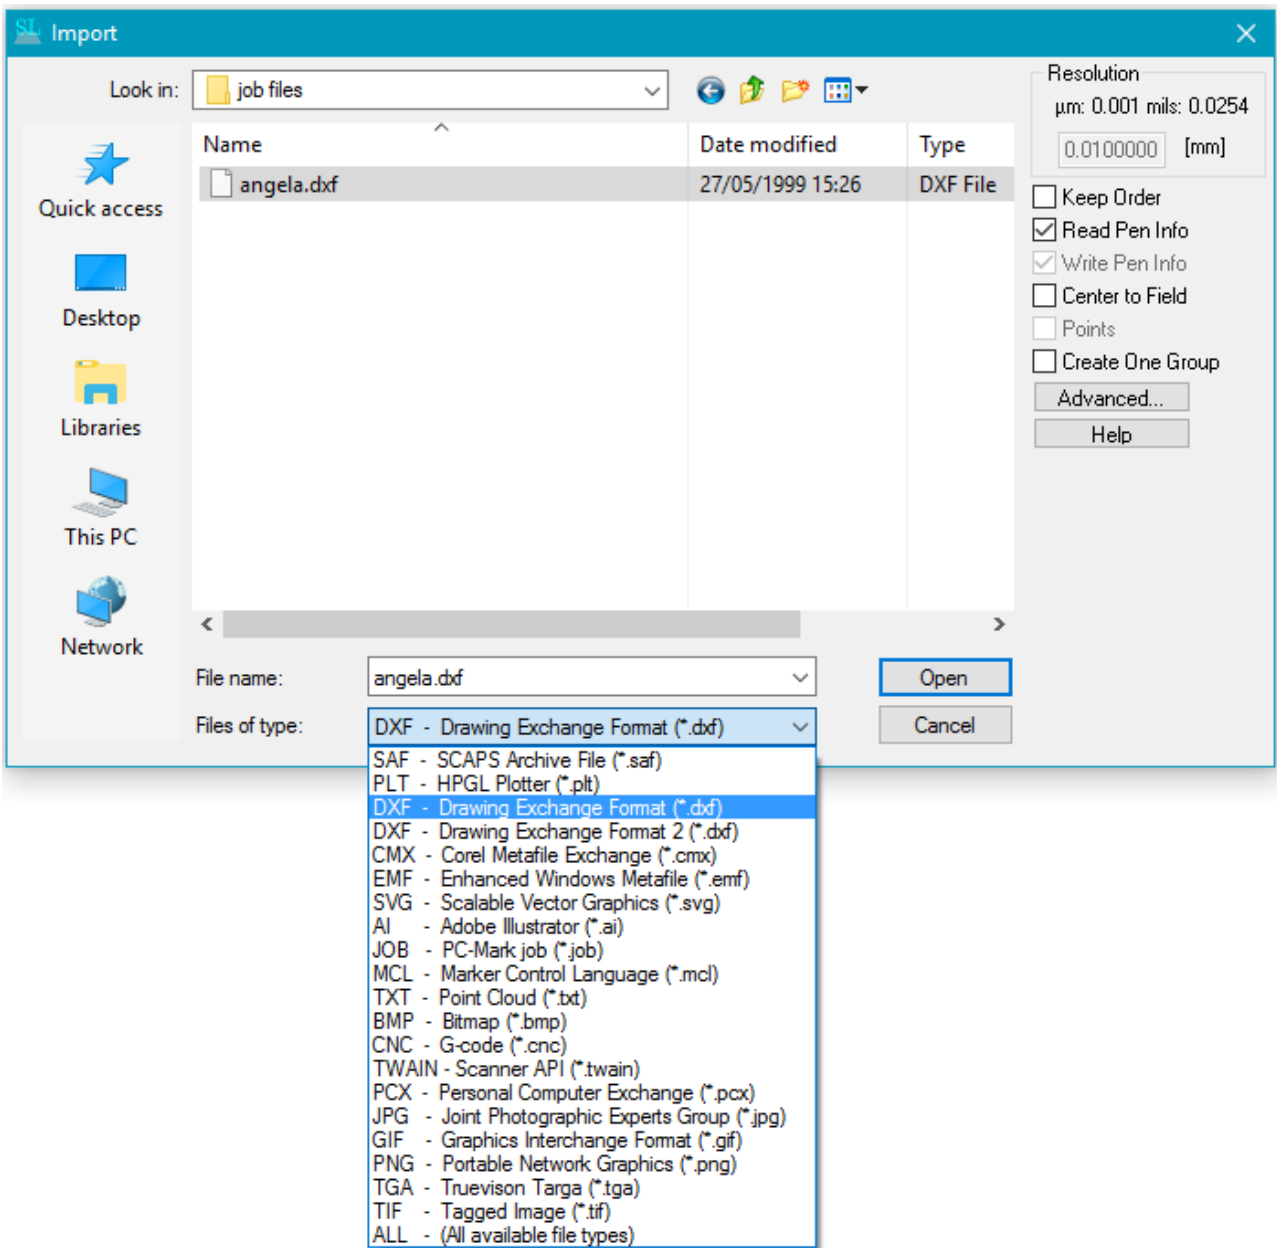 SL Import
Look in: job files
Resolution
µm: 0.001 mils: 0.0254
0.0100000 [mm]
Name Date modified Type
angela.dxf 27/05/1999 15:26 DXF File
Quick access
Desktop
Libraries
This PC
Network
Keep Order
Read Pen Info
Write Pen Info
Center to Field
Points
Create One Group
Advanced...
Help
File name: angela.dxf Open
Files of type: DXF - Drawing Exchange Format (*.dxf) Cancel
SAF - SCAPS Archive File (*.saf)
PLT - HPGL Plotter (*.plt)
DXF - Drawing Exchange Format (*.dxf)
DXF - Drawing Exchange Format 2 (*.dxf)
CMX - Corel Metafile Exchange (*.cmx)
EMF - Enhanced Windows Metafile (*.emf)
SVG - Scalable Vector Graphics (*.svg)
AI - Adobe Illustrator (*.ai)
JOB - PC-Mark job (*.job)
MCL - Marker Control Language (*.mcl)
TXT - Point Cloud (*.txt)
BMP - Bitmap (*.bmp)
CNC - G-code (*.cnc)
TWAIN - Scanner API (*.twain)
PCX - Personal Computer Exchange (*.pcx)
JPG - Joint Photographic Experts Group (*.jpg)
GIF - Graphics Interchange Format (*.gif)
PNG - Portable Network Graphics (*.png)
TGA - Truevison Targa (*.tga)
TIF - Tagged Image (*.tif)
ALL - (All available file types)